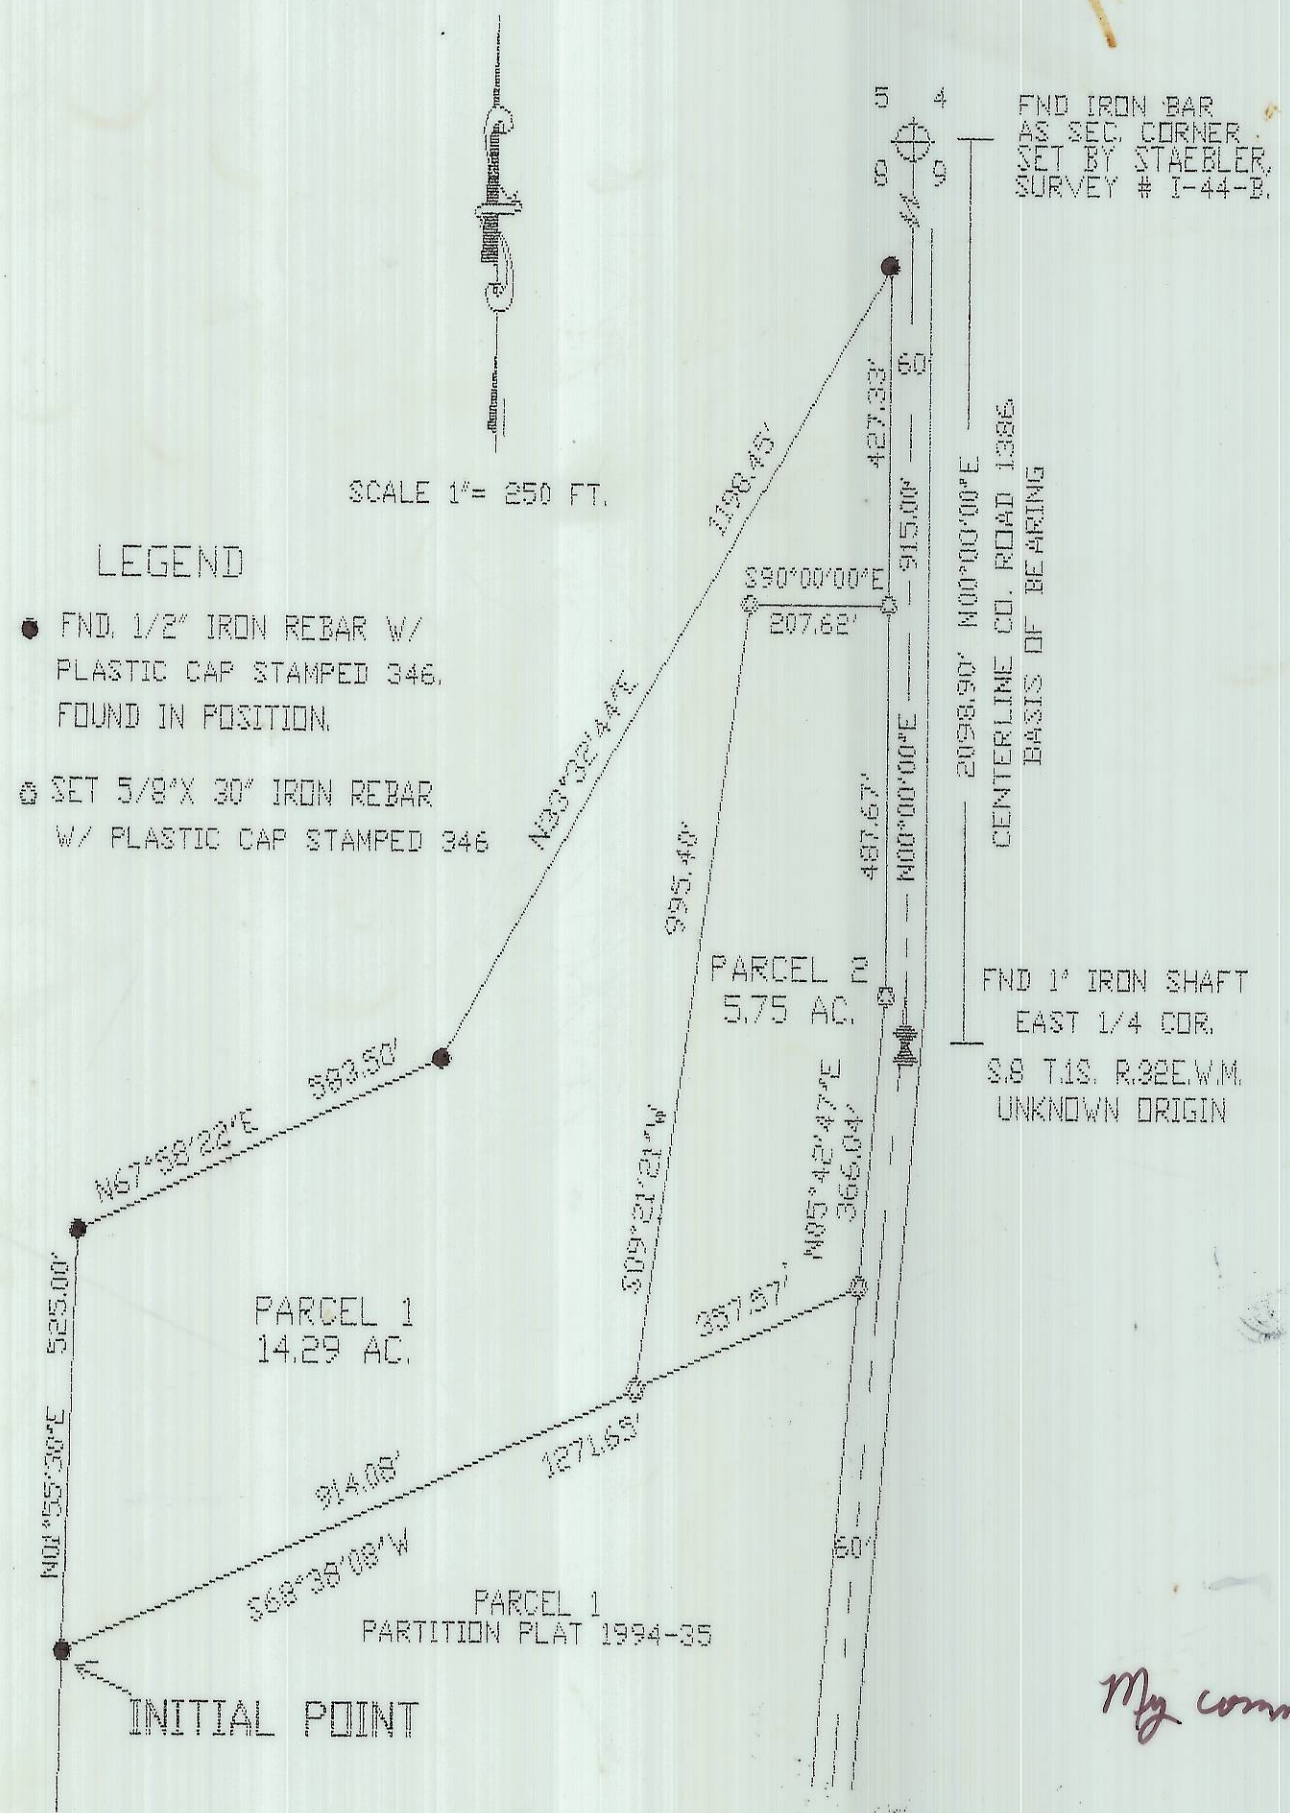 5 4
8 9
FND IRON BAR
AS SEC. CORNER
SET BY STAEBLER,
SURVEY # I-44-B.
SCALE 1"= 250 FT.
LEGEND
FND. 1/2" IRON REBAR W/
PLASTIC CAP STAMPED 346.
FOUND IN POSITION.
SET 5/8"X 30" IRON REBAR
W/ PLASTIC CAP STAMPED 346
60'
427.33'
1198.45'
N33°32'44"E
915.00'
N00°00'00"E
2098.90' N00°00'00"E
CENTERLINE CO. ROAD 1386.
BASIS OF BEARING
S90°00'00"E
207.62'
487.67'
995.40'
S09°21'21"W
PARCEL 2
5.75 AC.
FND 1" IRON SHAFT
EAST 1/4 COR.
S.8 T.1S. R.32E.W.M.
UNKNOWN ORIGIN
N05°42'47"E
366.04'
583.50'
N67°58'22"E
525.00'
N01°55'30"E
PARCEL 1
14.29 AC.
357.57'
1271.65'
914.08'
S68°38'08"W
60'
PARCEL 1
PARTITION PLAT 1994-35
INITIAL POINT
My